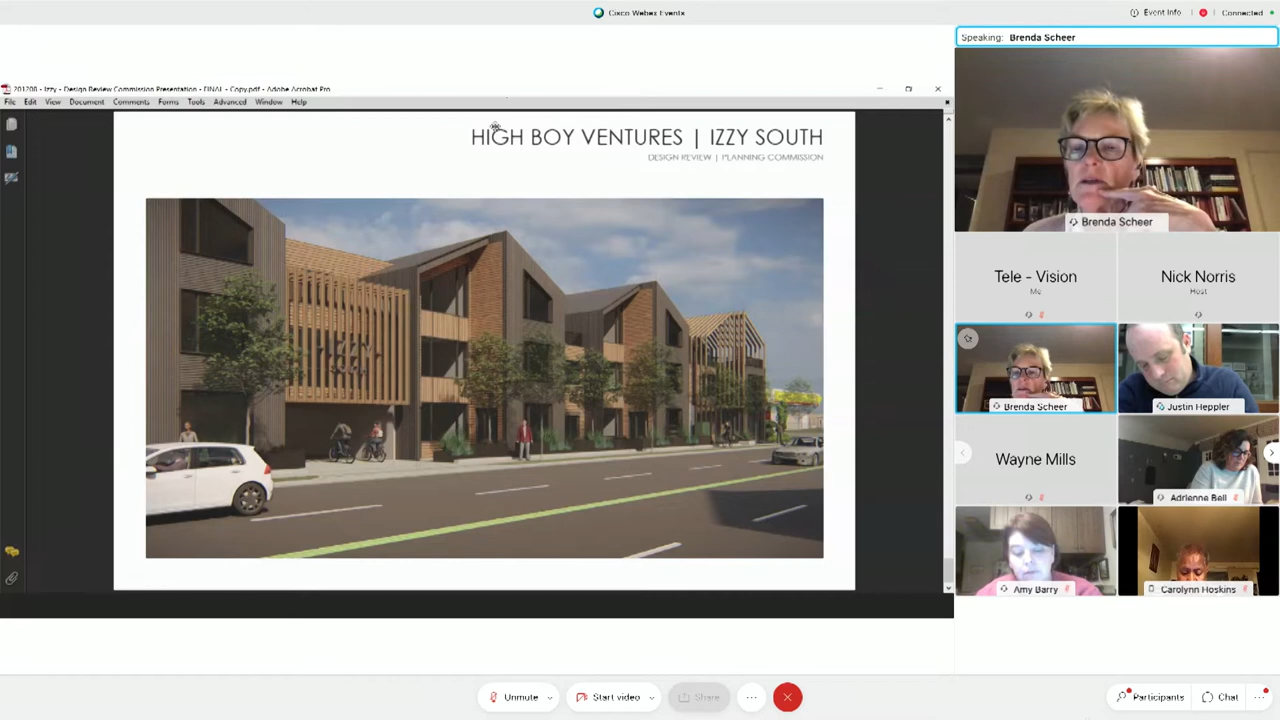 Cisco Webex Events
Event Info
Connected
Speaking: Brenda Scheer
201208 - Izzy - Design Review Commission Presentation - FINAL - Copy.pdf - Adobe Acrobat Pro
File Edit View Document Comments Forms Tools Advanced Window Help
HIGH BOY VENTURES | IZZY SOUTH
DESIGN REVIEW | PLANNING COMMISSION
Brenda Scheer
Tele - Vision
Me
Nick Norris
Host
Brenda Scheer
Justin Heppler
Wayne Mills
Adrienne Bell
Amy Barry
Carolynn Hoskins
Unmute
Start video
Share
Participants
Chat